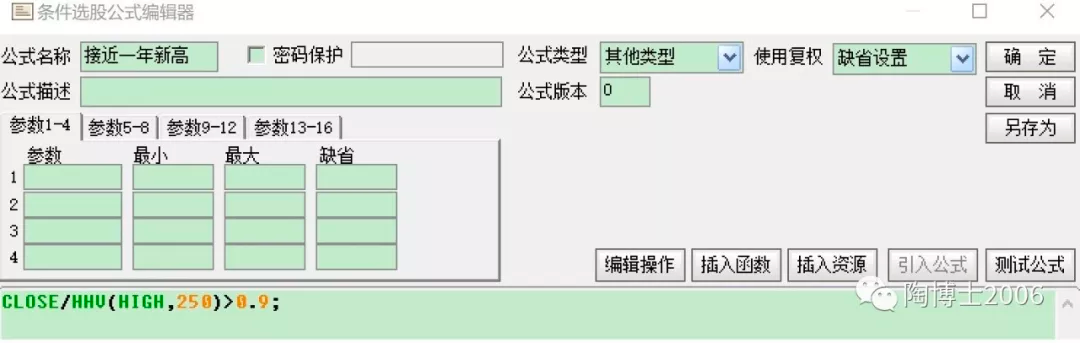 条件选股公式编辑器
公式名称 接近一年新高 密码保护 公式类型 其他类型 使用复权 缺省设置 确 定
公式描述 公式版本 0 取 消
参数1-4 参数5-8 参数9-12 参数13-16 另存为
参数 最小 最大 缺省
1
2
3
4
编辑操作 插入函数 插入资源 引入公式 测试公式
CLOSE/HHV(HIGH,250)>0.9;
陶博士2006